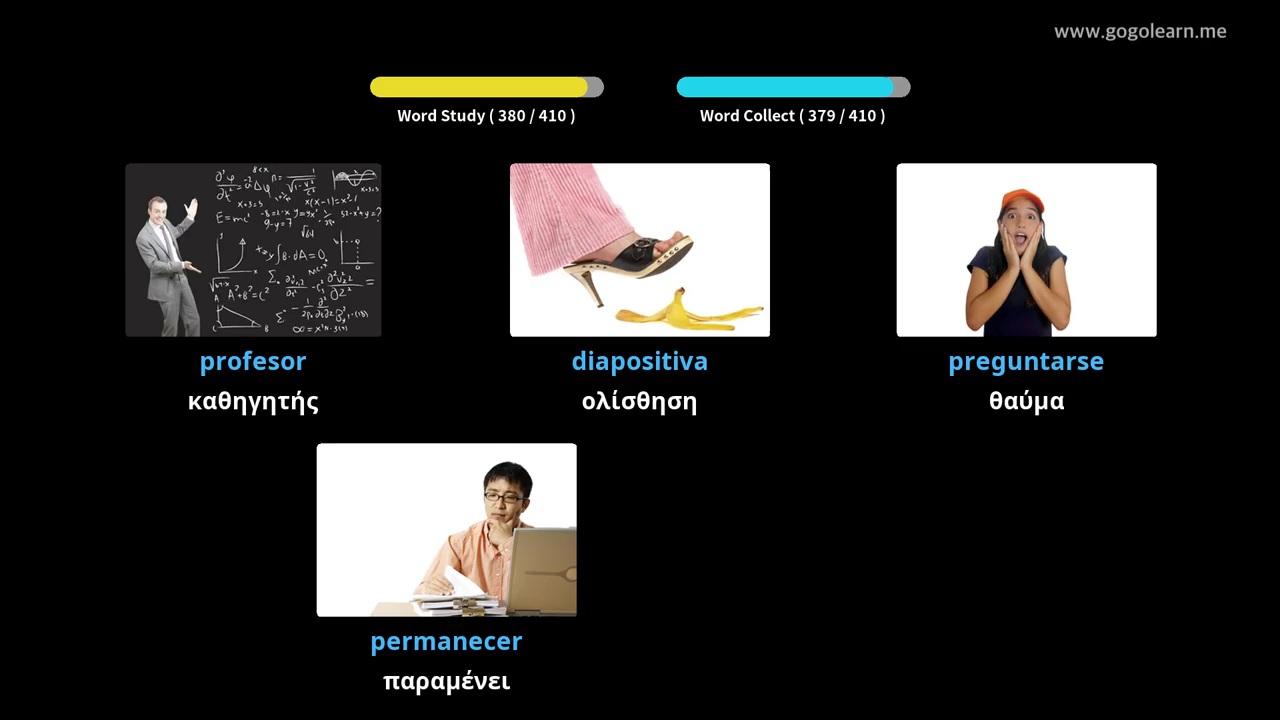 www.gogolearn.me
Word Study ( 380 / 410 )
Word Collect ( 379 / 410 )
profesor
καθηγητής
diapositiva
ολίσθηση
preguntarse
θαύμα
permanecer
παραμένει